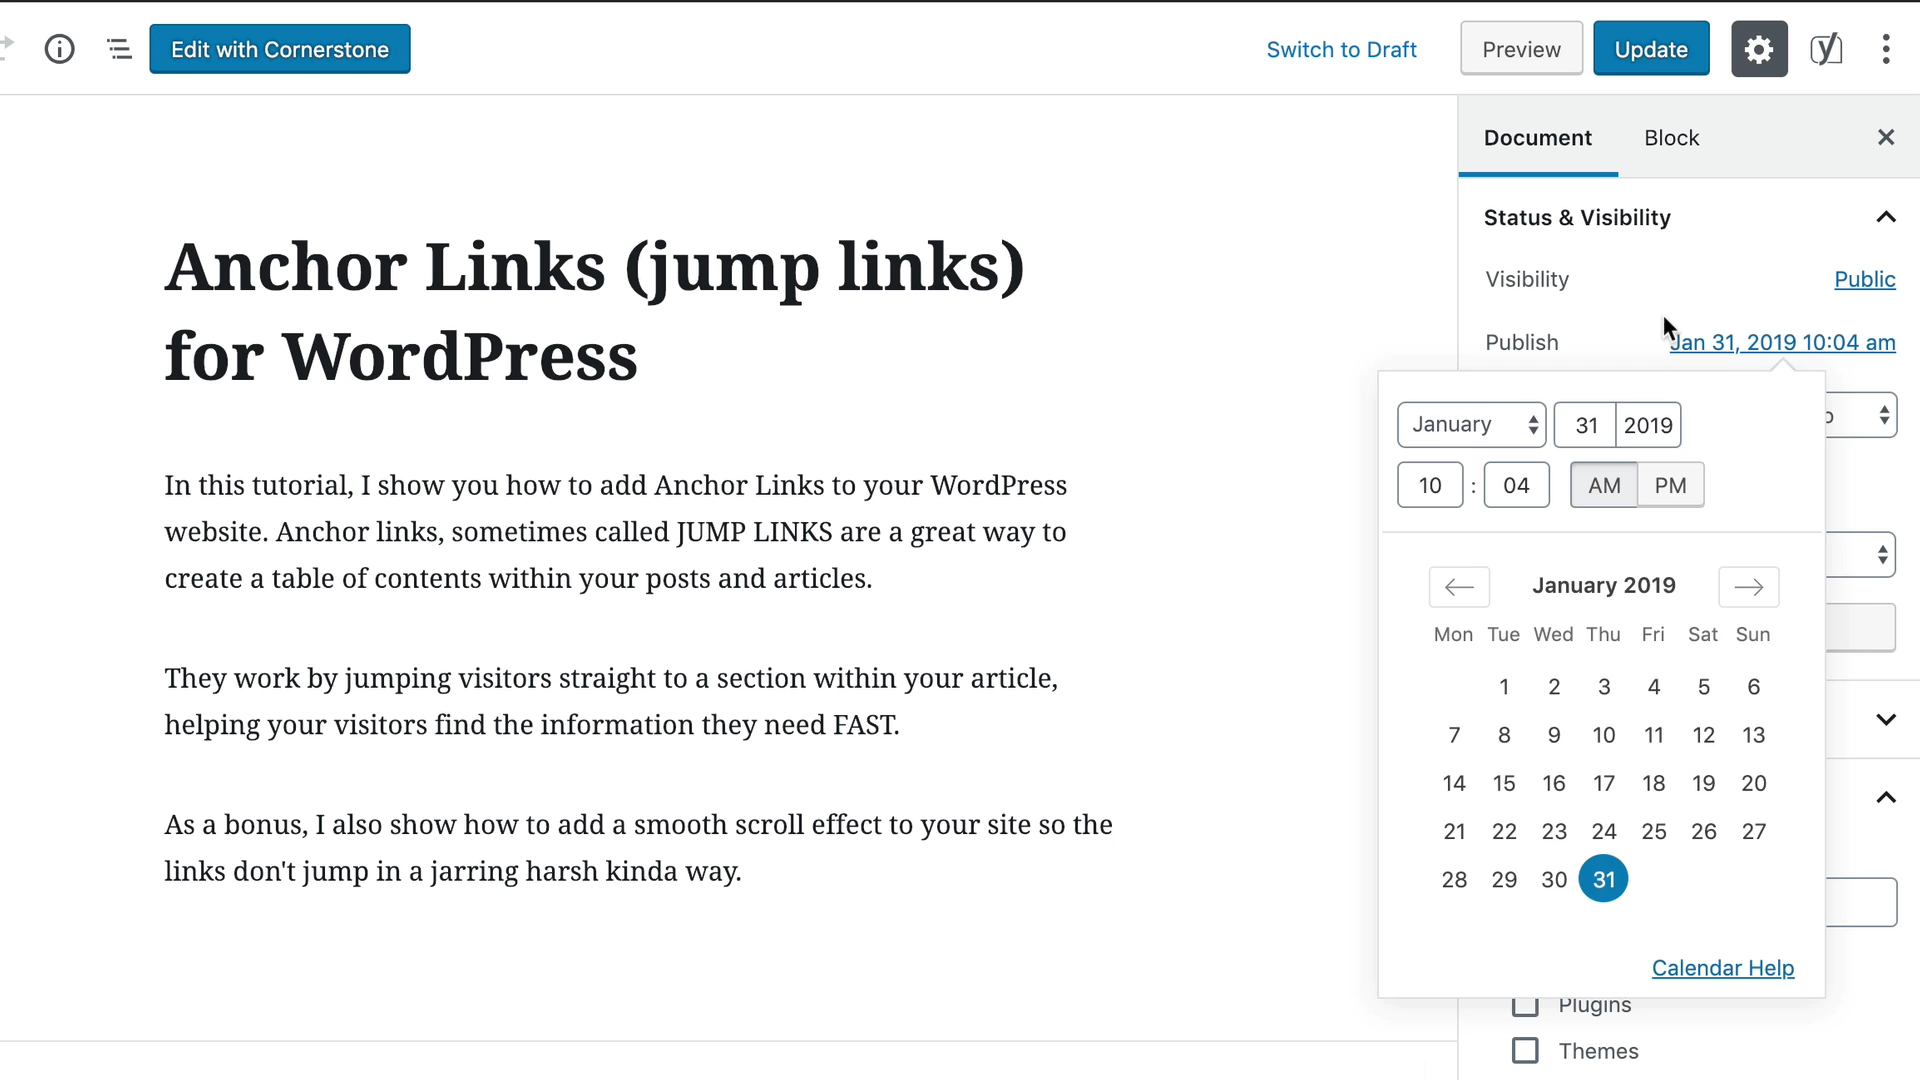 Edit with Cornerstone
Switch to Draft
Preview
Update
Document
Block
Status & Visibility
Visibility
Public
Publish
Jan 31, 2019 10:04 am
Anchor Links (jump links)
for WordPress
In this tutorial, I show you how to add Anchor Links to your WordPress
website. Anchor links, sometimes called JUMP LINKS are a great way to
create a table of contents within your posts and articles.
They work by jumping visitors straight to a section within your article,
helping your visitors find the information they need FAST.
As a bonus, I also show how to add a smooth scroll effect to your site so the
links don't jump in a jarring harsh kinda way.
January 31 2019
10 : 04 AM PM
January 2019
Mon Tue Wed Thu Fri Sat Sun
1 2 3 4 5 6
7 8 9 10 11 12 13
14 15 16 17 18 19 20
21 22 23 24 25 26 27
28 29 30 31
Calendar Help
Plugins
Themes